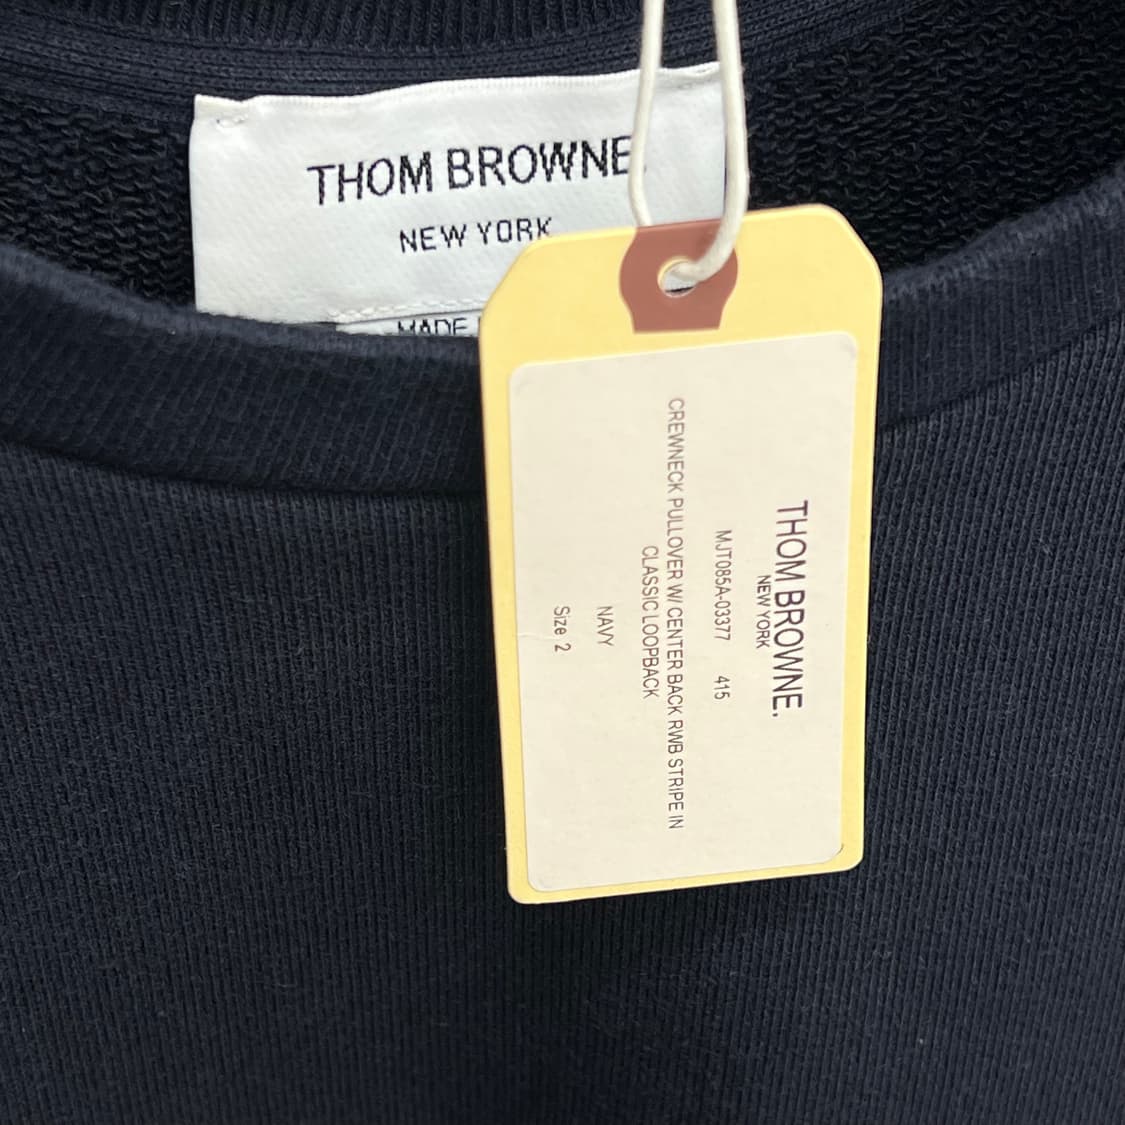 THOM BROWNE.
NEW YORK
MADE
THOM BROWNE.
NEW YORK
MJT085A-03377 415
CREWNECK PULLOVER W/ CENTER BACK RWB STRIPE IN
CLASSIC LOOPBACK
NAVY
Size 2